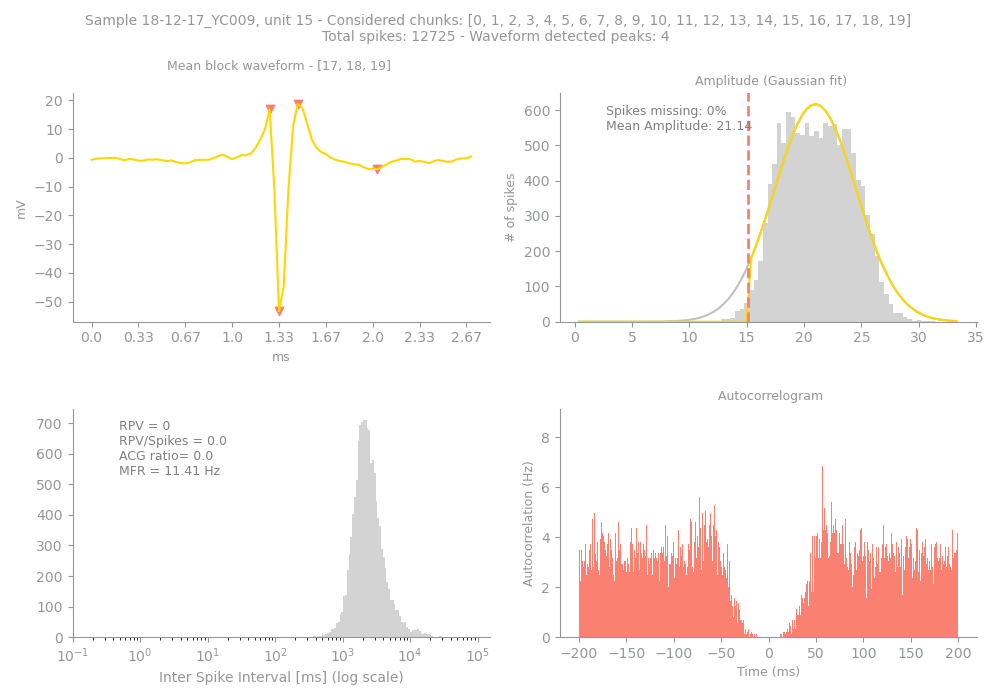 Sample 18-12-17_YC009, unit 15 - Considered chunks: [0, 1, 2, 3, 4, 5, 6, 7, 8, 9, 10, 11, 12, 13, 14, 15, 16, 17, 18, 19]
Total spikes: 12725 - Waveform detected peaks: 4
Mean block waveform - [17, 18, 19]
20
10
0
−10
−20
−30
−40
−50
mV
0.0 0.33 0.67 1.0 1.33 1.67 2.0 2.33 2.67
ms
Amplitude (Gaussian fit)
Spikes missing: 0%
Mean Amplitude: 21.14
600
500
400
300
200
100
0
# of spikes
0 5 10 15 20 25 30 35
RPV = 0
RPV/Spikes = 0.0
ACG ratio= 0.0
MFR = 11.41 Hz
700
600
500
400
300
200
100
0
10⁻¹ 10⁰ 10¹ 10² 10³ 10⁴ 10⁵
Inter Spike Interval [ms] (log scale)
Autocorrelogram
8
6
4
2
0
Autocorrelation (Hz)
−200 −150 −100 −50 0 50 100 150 200
Time (ms)